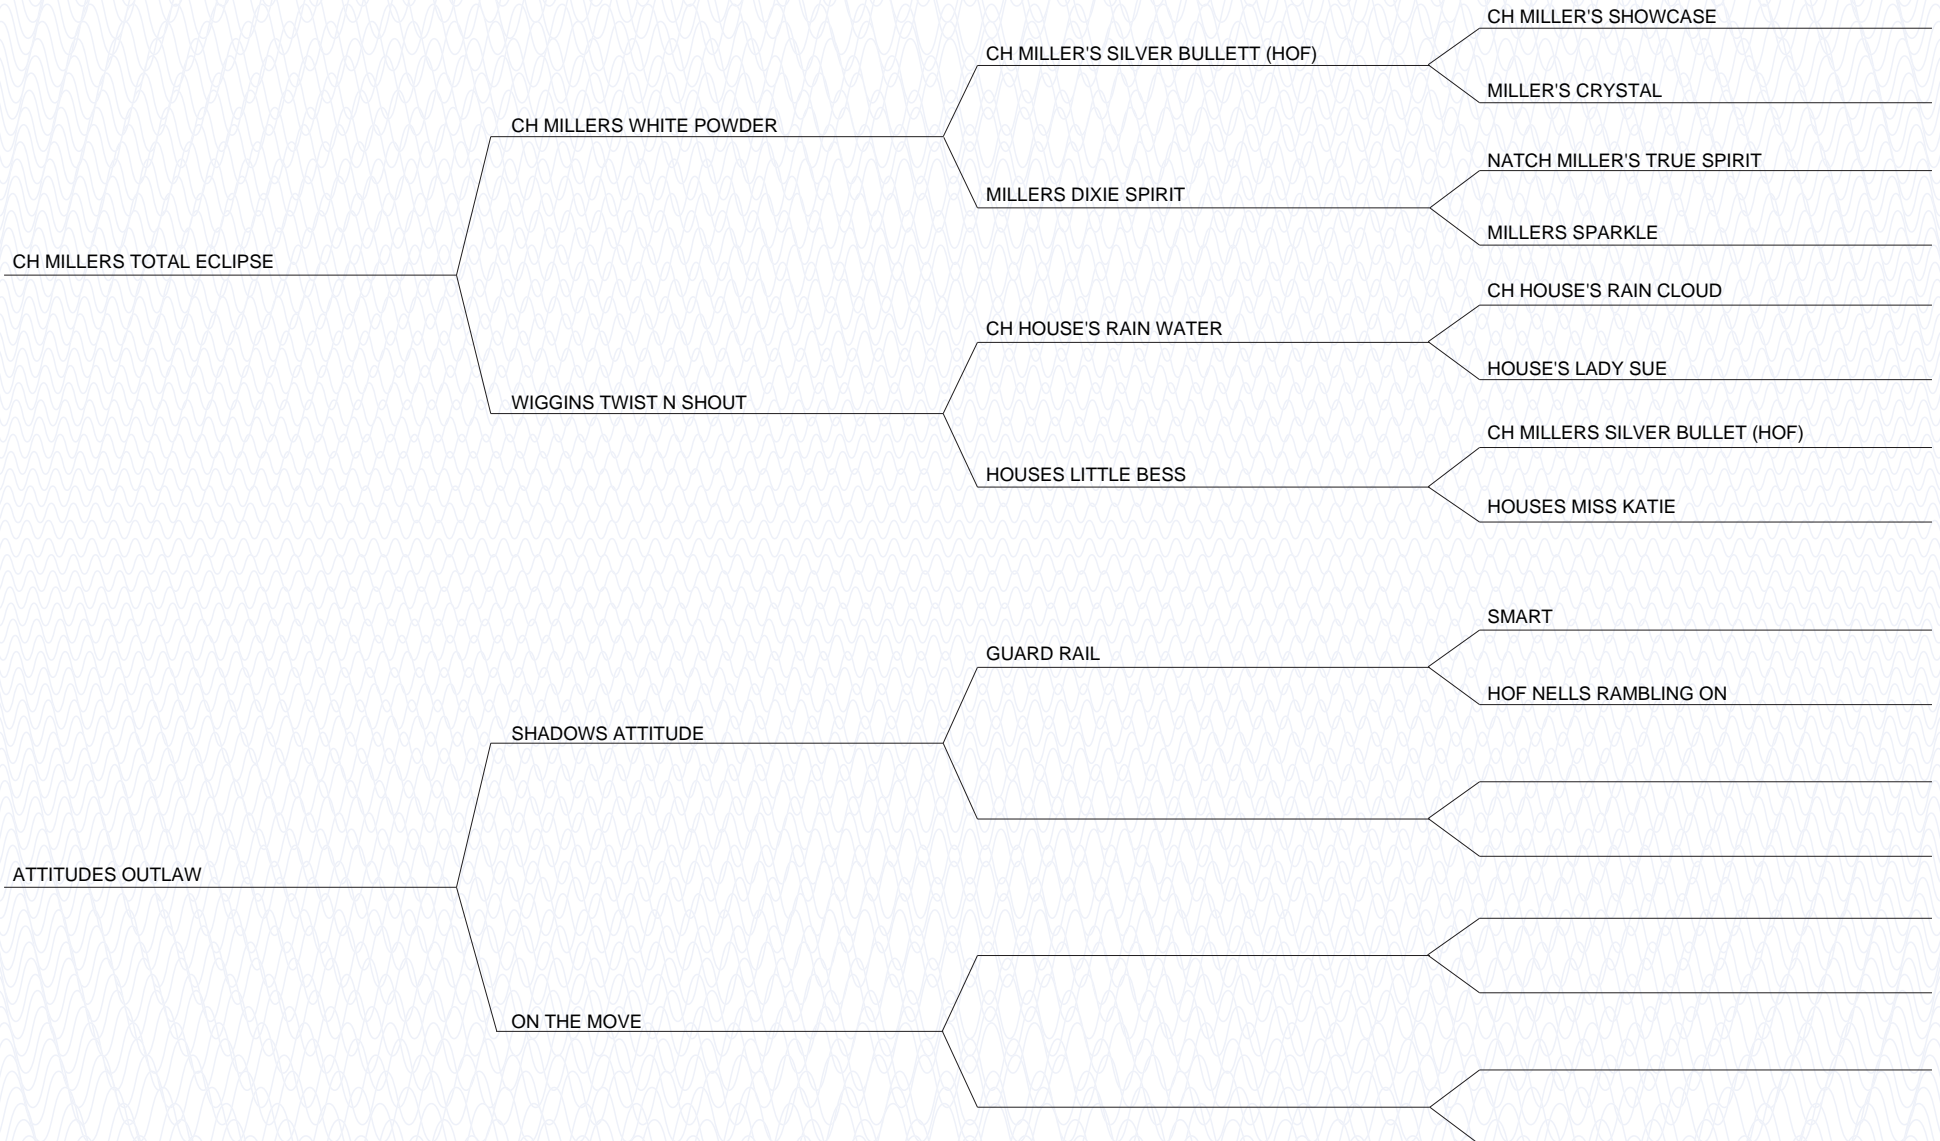 CH MILLER'S SHOWCASE
CH MILLER'S SILVER BULLETT (HOF)
MILLER'S CRYSTAL
CH MILLERS WHITE POWDER
NATCH MILLER'S TRUE SPIRIT
MILLERS DIXIE SPIRIT
MILLERS SPARKLE
CH MILLERS TOTAL ECLIPSE
CH HOUSE'S RAIN CLOUD
CH HOUSE'S RAIN WATER
HOUSE'S LADY SUE
WIGGINS TWIST N SHOUT
CH MILLERS SILVER BULLET (HOF)
HOUSES LITTLE BESS
HOUSES MISS KATIE
SMART
GUARD RAIL
HOF NELLS RAMBLING ON
SHADOWS ATTITUDE
ATTITUDES OUTLAW
ON THE MOVE